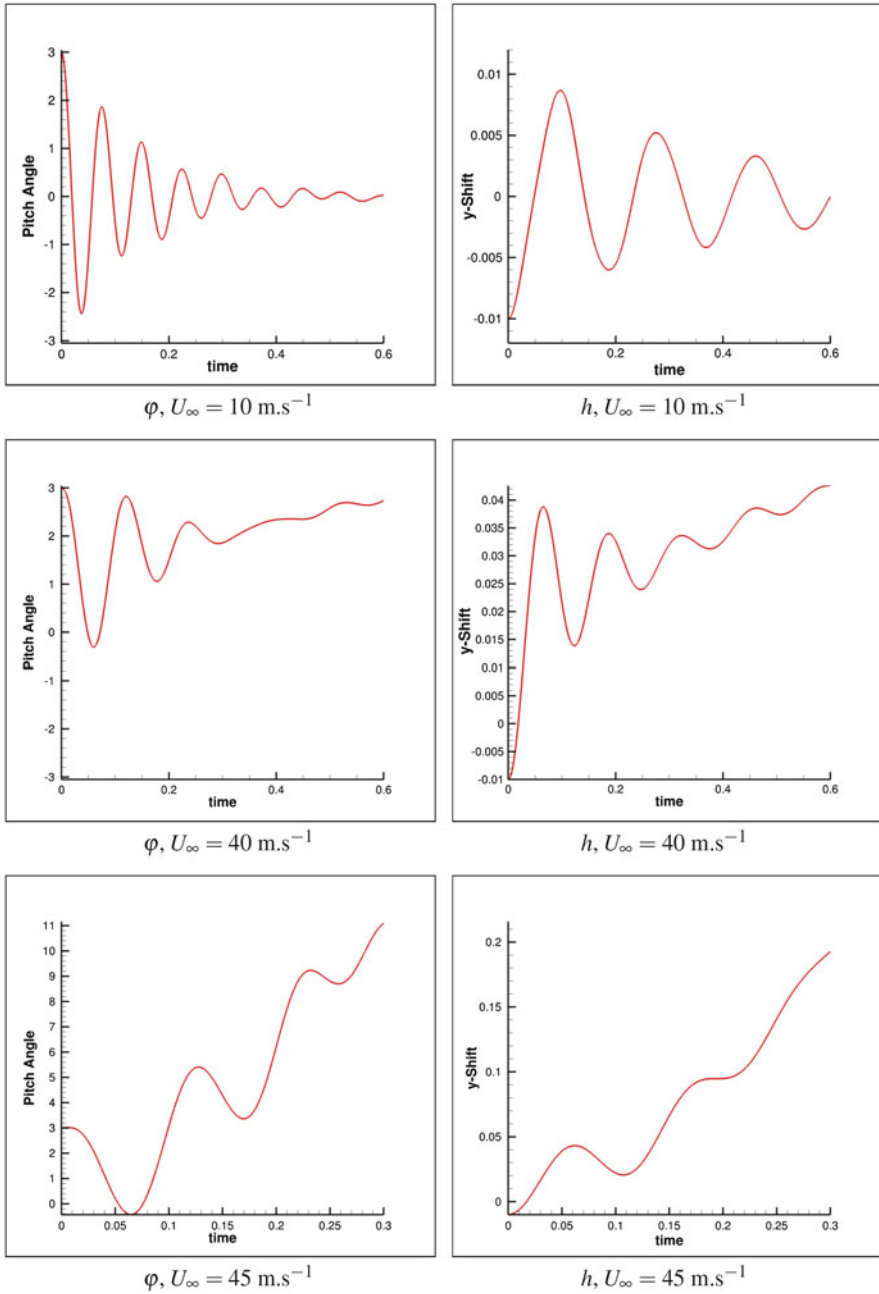 3
2
1
0
-1
-2
-3
Pitch Angle
0 0.2 0.4 0.6
time
φ, U∞ = 10 m.s⁻¹
0.01
0.005
0
-0.005
-0.01
y-Shift
0 0.2 0.4 0.6
time
h, U∞ = 10 m.s⁻¹
3
2
1
0
-1
-2
-3
Pitch Angle
0 0.2 0.4 0.6
time
φ, U∞ = 40 m.s⁻¹
0.04
0.035
0.03
0.025
0.02
0.015
0.01
0.005
0
-0.005
-0.01
y-Shift
0 0.2 0.4 0.6
time
h, U∞ = 40 m.s⁻¹
11
10
9
8
7
6
5
4
3
2
1
0
Pitch Angle
0 0.05 0.1 0.15 0.2 0.25 0.3
time
φ, U∞ = 45 m.s⁻¹
0.2
0.15
0.1
0.05
0
y-Shift
0 0.05 0.1 0.15 0.2 0.25 0.3
time
h, U∞ = 45 m.s⁻¹